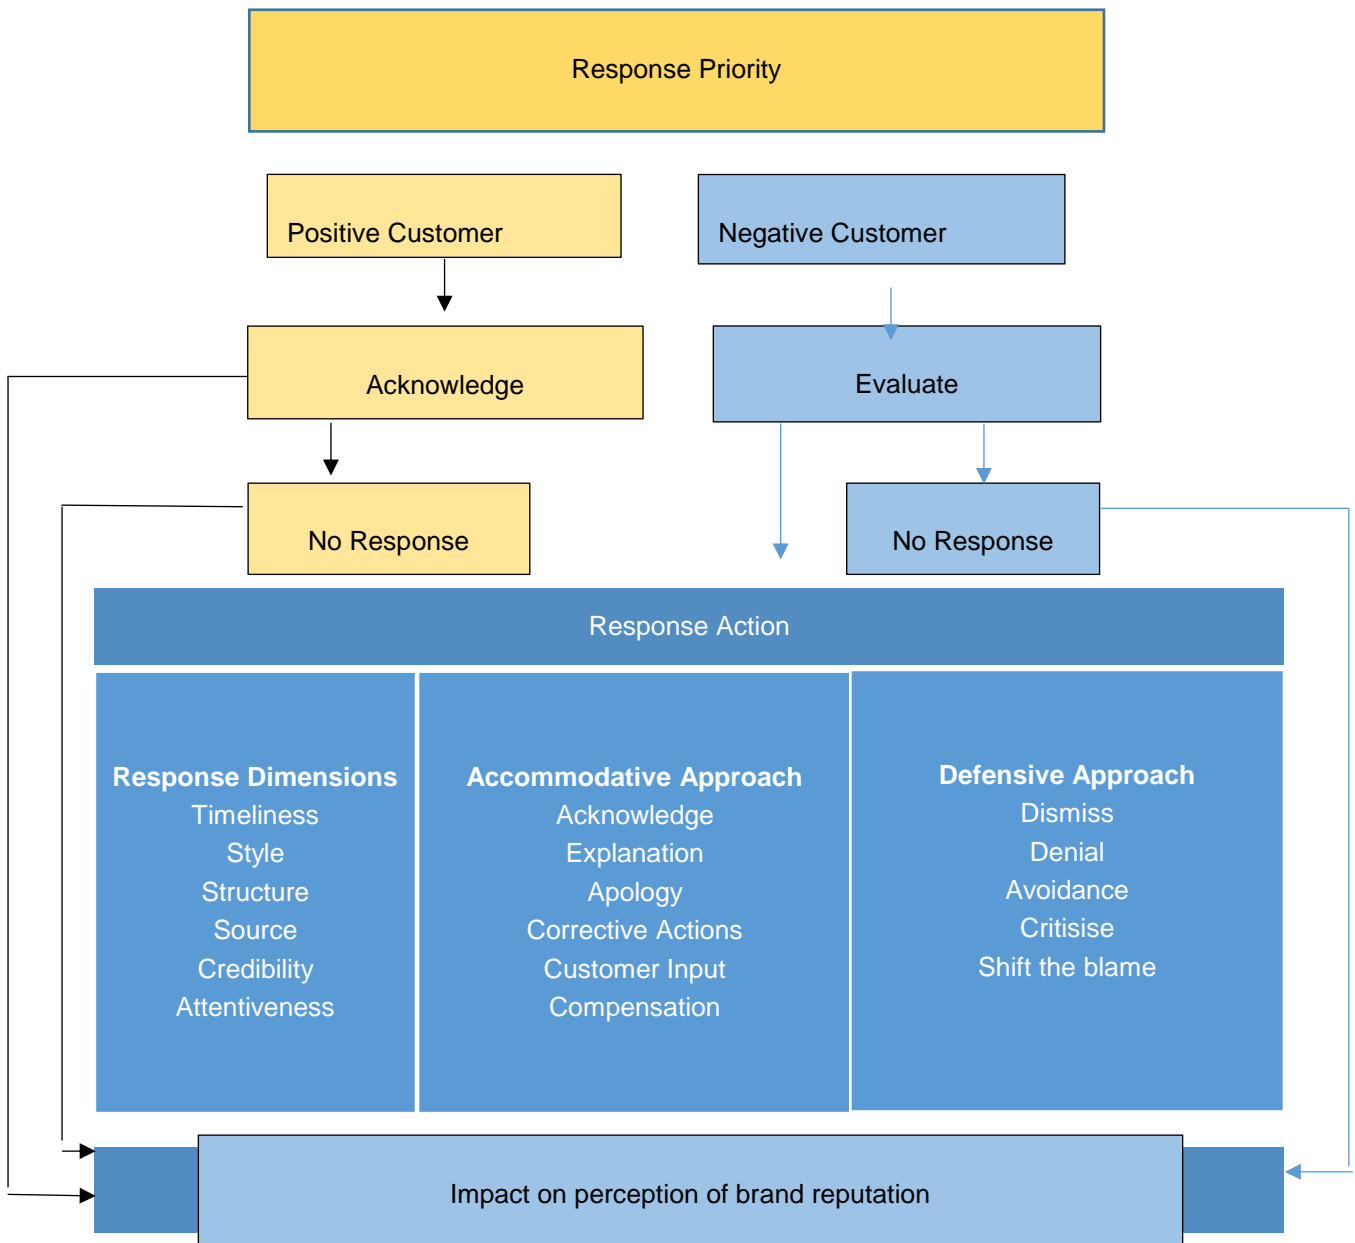 Response Priority
Positive Customer
Negative Customer
Acknowledge
Evaluate
No Response
No Response
Response Action
Response Dimensions
Timeliness
Style
Structure
Source
Credibility
Attentiveness
Accommodative Approach
Acknowledge
Explanation
Apology
Corrective Actions
Customer Input
Compensation
Defensive Approach
Dismiss
Denial
Avoidance
Critisise
Shift the blame
Impact on perception of brand reputation